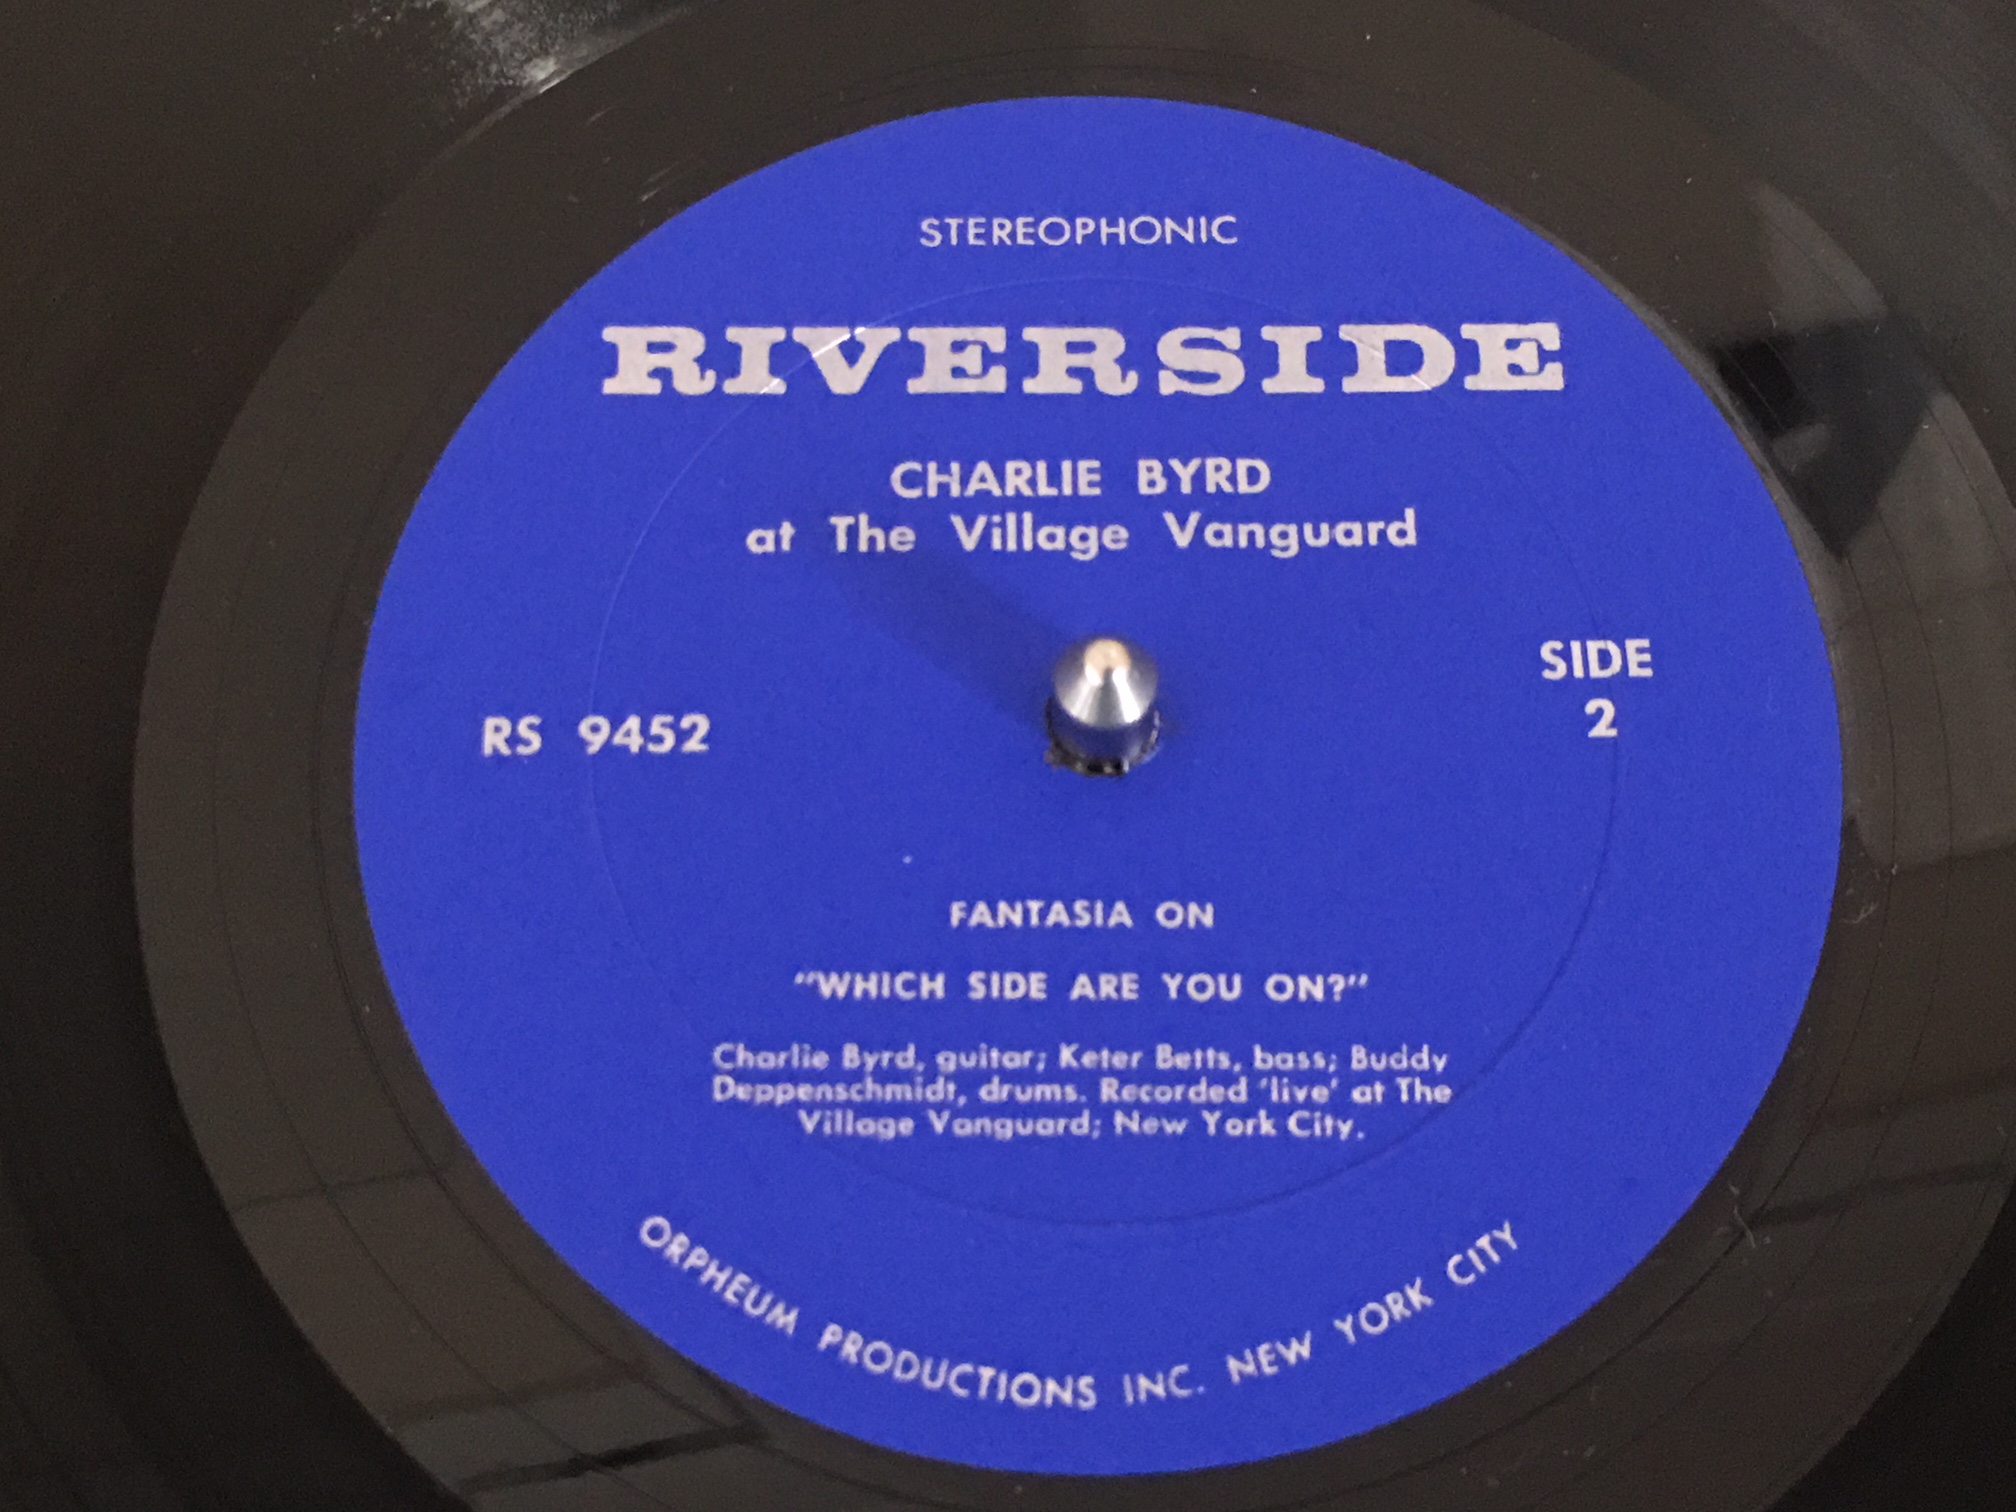 STEREOPHONIC
RIVERSIDE
CHARLIE BYRD
at The Village Vanguard
SIDE
2
RS 9452
FANTASIA ON
"WHICH SIDE ARE YOU ON?"
Charlie Byrd, guitar; Keter Betts, bass; Buddy
Deppenschmidt, drums. Recorded 'live' at The
Village Vanguard; New York City.
ORPHEUM PRODUCTIONS INC. NEW YORK CITY